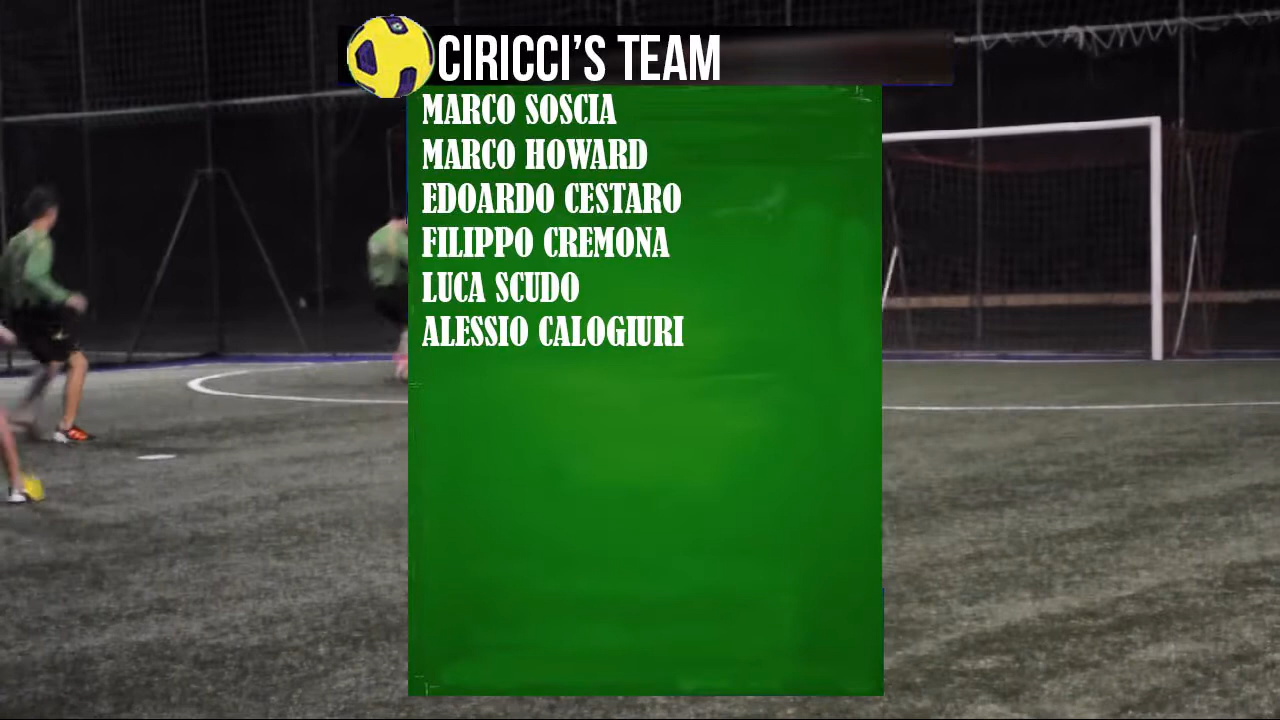 CIRICCI'S TEAM
MARCO SOSCIA
MARCO HOWARD
EDOARDO CESTARO
FILIPPO CREMONA
LUCA SCUDO
ALESSIO CALOGIURI